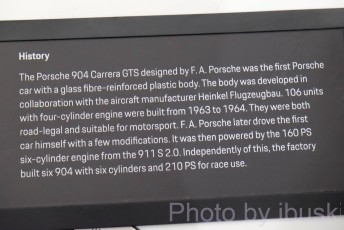 History
The Porsche 904 Carrera GTS designed by F. A. Porsche was the first Porsche
car with a glass fibre-reinforced plastic body. The body was developed in
collaboration with the aircraft manufacturer Heinkel Flugzeugbau. 106 units
with four-cylinder engine were built from 1963 to 1964. They were both
road-legal and suitable for motorsport. F. A. Porsche later drove the first
car himself with a few modifications. It was then powered by the 160 PS
six-cylinder engine from the 911 S 2.0. Independently of this, the factory
built six 904 with six cylinders and 210 PS for race use.
Photo by ibuski